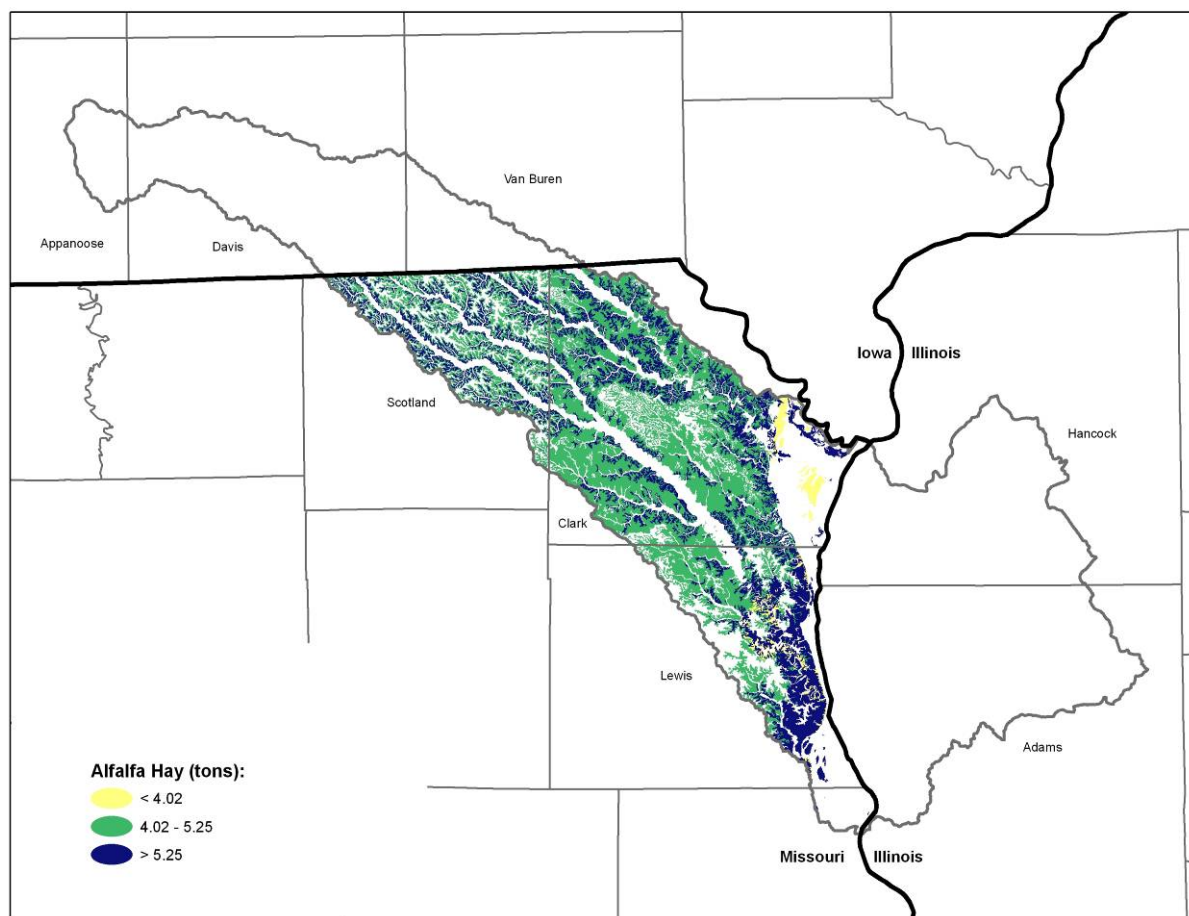 Van Buren
Appanoose
Davis
Iowa
Illinois
Scotland
Hancock
Clark
Lewis
Adams
Alfalfa Hay (tons):
< 4.02
4.02 - 5.25
> 5.25
Missouri
Illinois